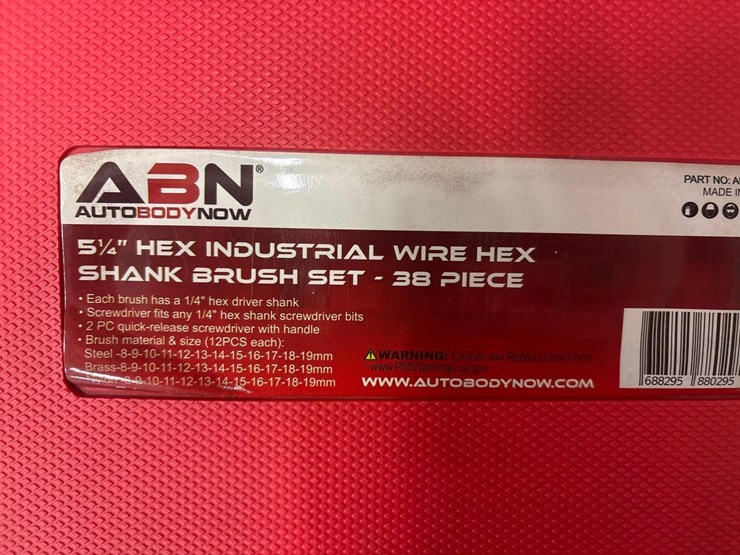 ABN®
AUTOBODYNOW
PART NO:
MADE
5¼" HEX INDUSTRIAL WIRE HEX
SHANK BRUSH SET - 38 PIECE
• Each brush has a 1/4" hex driver shank
• Screwdriver fits any 1/4" hex shank screwdriver bits
• 2 PC quick-release screwdriver with handle
• Brush material & size (12PCS each):
Steel -8-9-10-11-12-13-14-15-16-17-18-19mm
Brass-8-9-10-11-12-13-14-15-16-17-18-19mm
Nylon-8-9-10-11-12-13-14-15-16-17-18-19mm
WARNING: Cancer and Reproductive Harm
- www.P65Warnings.ca.gov
WWW.AUTOBODYNOW.COM
688295 880295